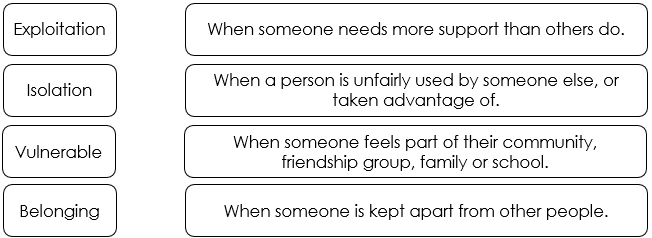 Exploitation
When someone needs more support than others do.
Isolation
When a person is unfairly used by someone else, or
taken advantage of.
Vulnerable
When someone feels part of their community,
friendship group, family or school.
Belonging
When someone is kept apart from other people.